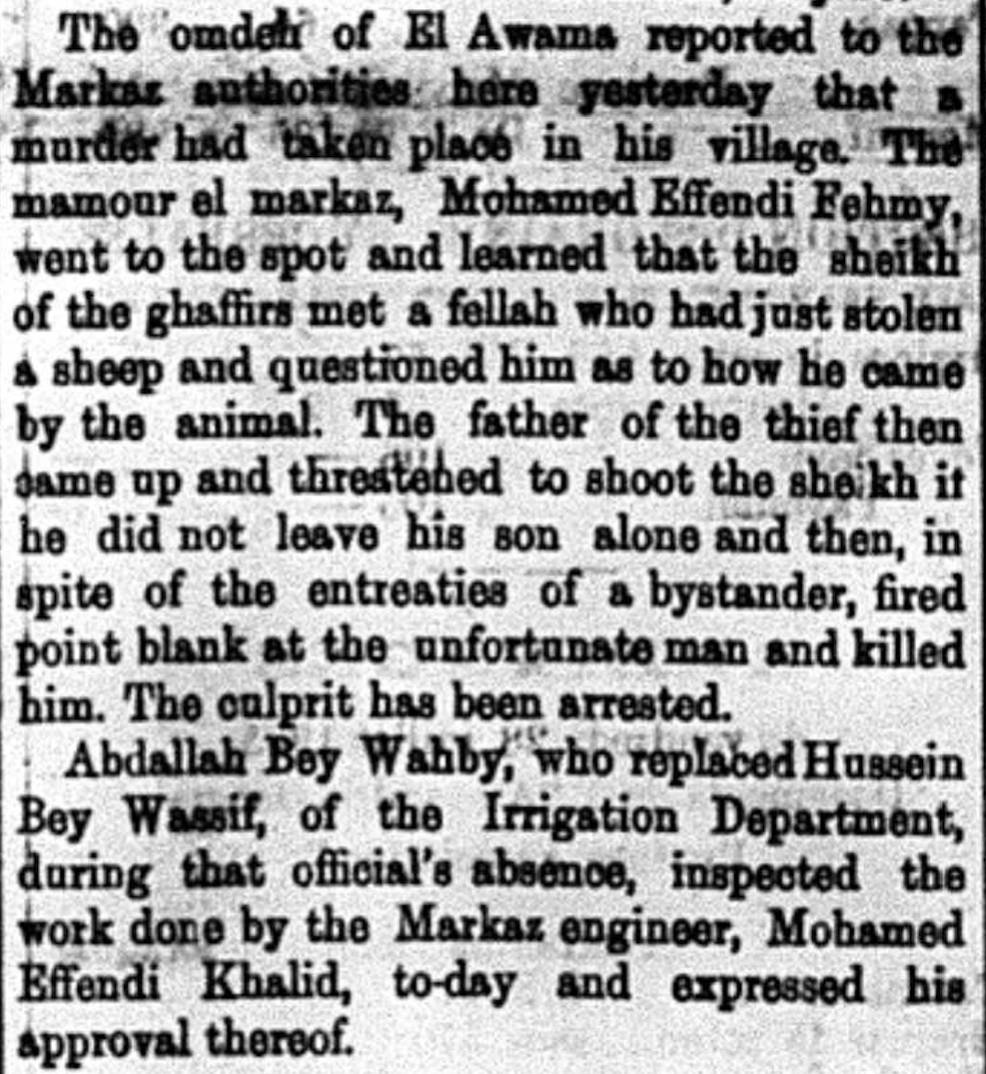 The omdeh of El Awama reported to the
Markaz authorities here yesterday that a
murder had taken place in his village. The
mamour el markaz, Mohamed Effendi Fehmy,
went to the spot and learned that the sheikh
of the ghaffirs met a fellah who had just stolen
a sheep and questioned him as to how he came
by the animal. The father of the thief then
came up and threatened to shoot the sheikh if
he did not leave his son alone and then, in
spite of the entreaties of a bystander, fired
point blank at the unfortunate man and killed
him. The culprit has been arrested.
Abdallah Bey Wahby, who replaced Hussein
Bey Wassif, of the Irrigation Department,
during that official's absence, inspected the
work done by the Markaz engineer, Mohamed
Effendi Khalid, to-day and expressed his
approval thereof.